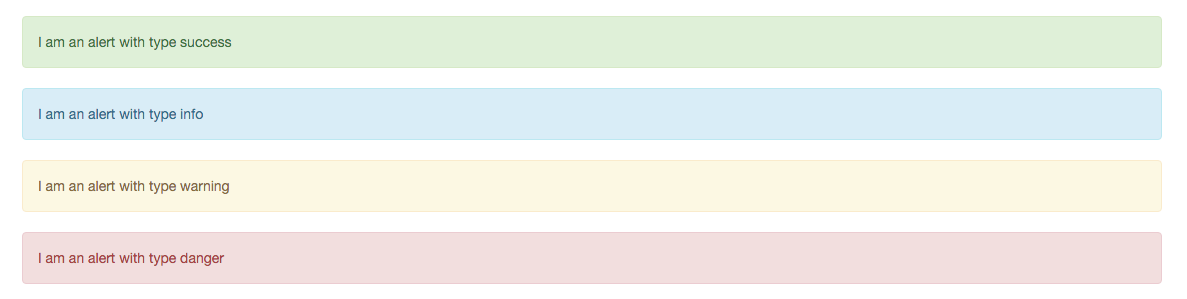 I am an alert with type success
I am an alert with type info
I am an alert with type warning
I am an alert with type danger